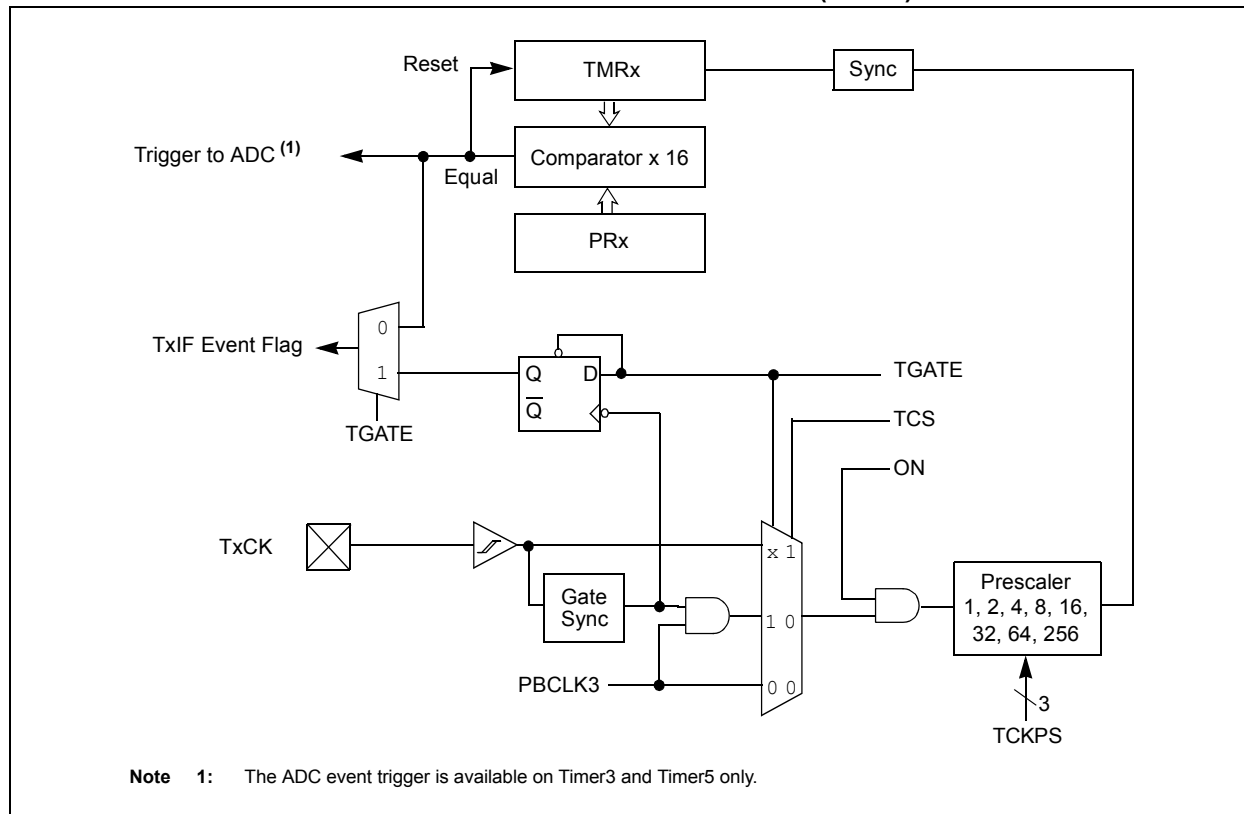 Reset
TMRx
Sync
Trigger to ADC (1)
Equal
Comparator x 16
PRx
TxIF Event Flag
0
1
TGATE
Q D
Q
TGATE
TCS
ON
TxCK
Gate
Sync
x 1
1 0
0 0
PBCLK3
Prescaler
1, 2, 4, 8, 16,
32, 64, 256
3
TCKPS
Note 1: The ADC event trigger is available on Timer3 and Timer5 only.